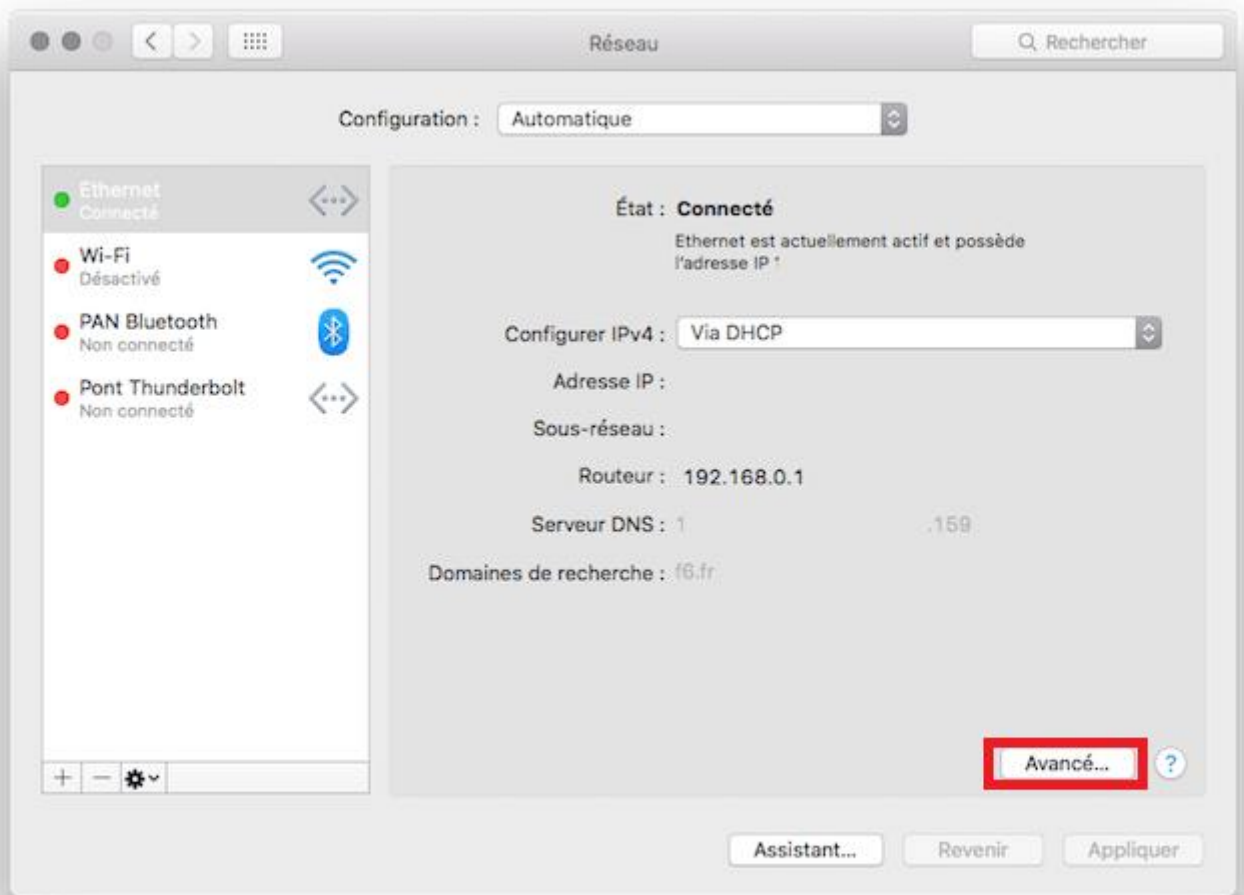 Réseau
Rechercher
Configuration : Automatique
Ethernet
Connecté
Wi-Fi
Désactivé
PAN Bluetooth
Non connecté
Pont Thunderbolt
Non connecté
État : Connecté
Ethernet est actuellement actif et possède
l'adresse IP
Configurer IPv4 : Via DHCP
Adresse IP :
Sous-réseau :
Routeur : 192.168.0.1
Serveur DNS : 1 .159
Domaines de recherche : f6.fr
Avancé... ?
Assistant... Revenir Appliquer